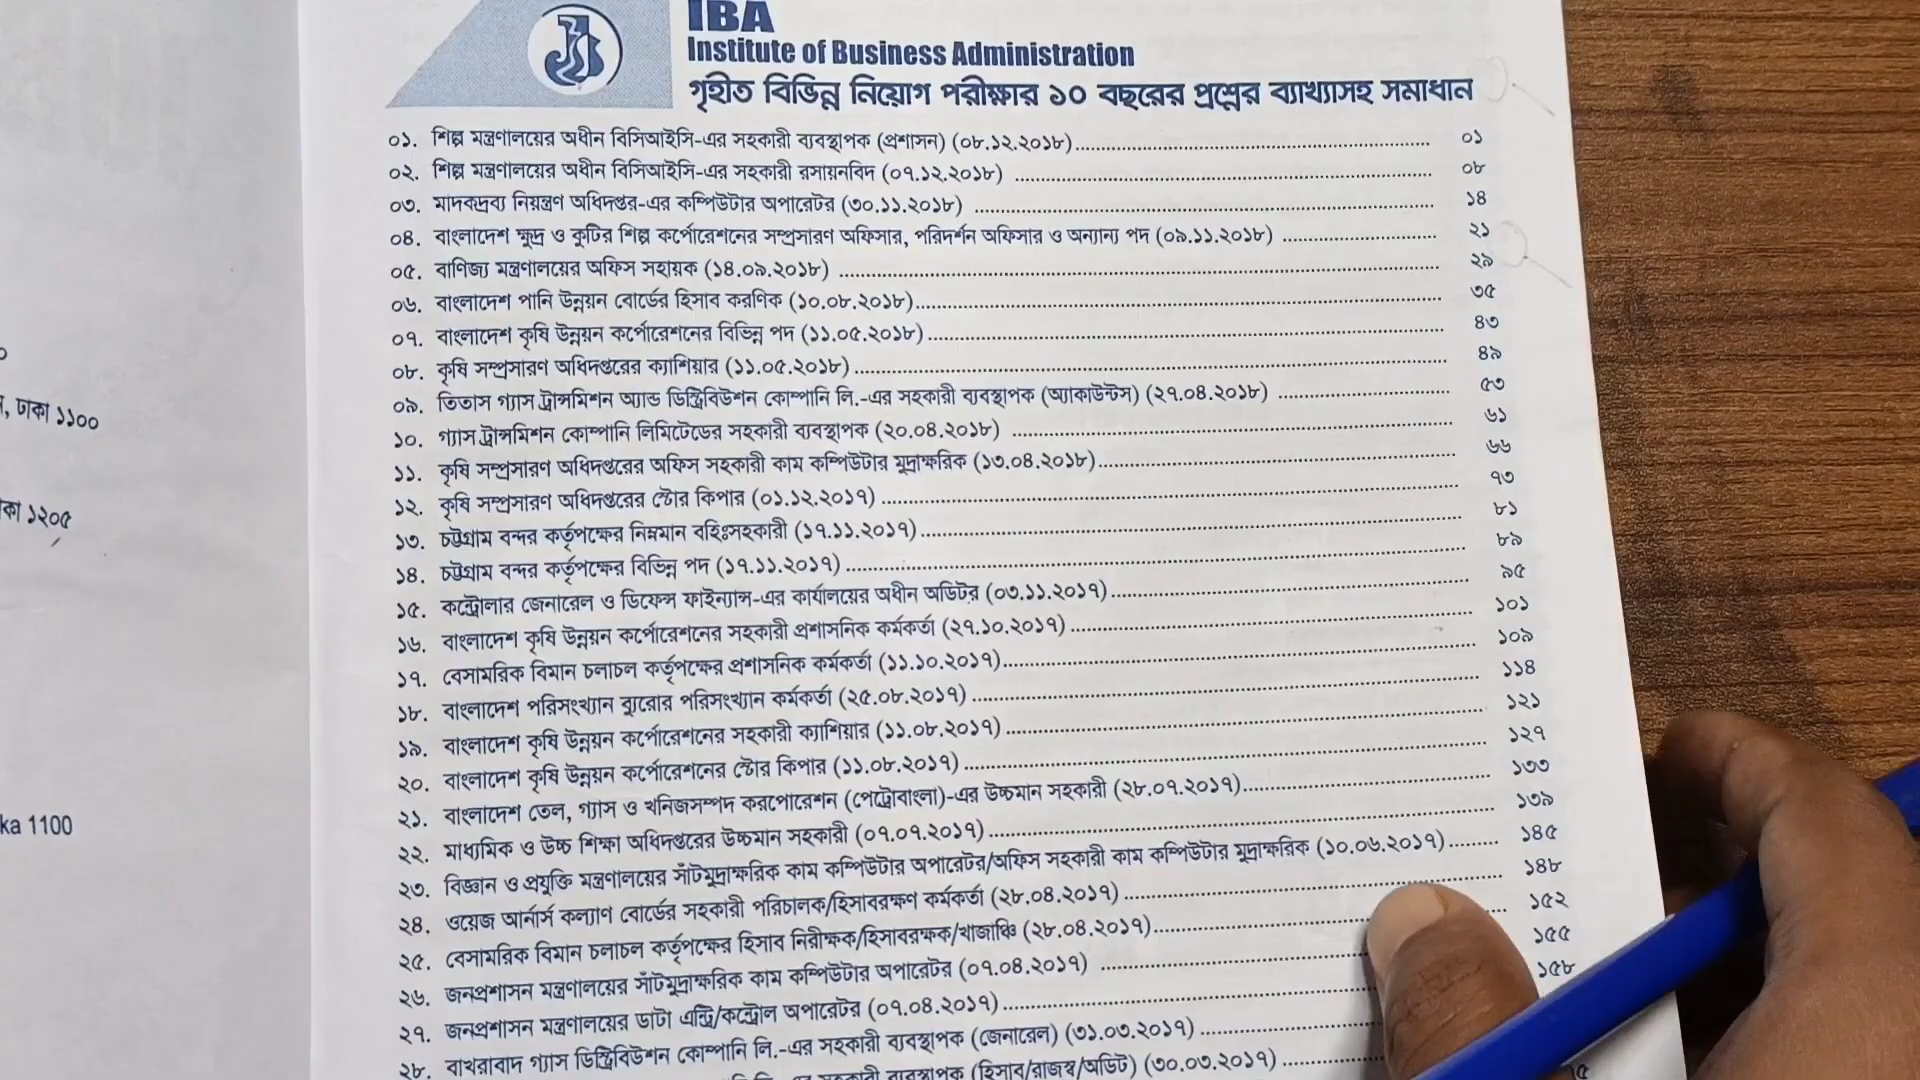 IBA
Institute of Business Administration
গৃহীত বিভিন্ন নিয়োগ পরীক্ষার ১০ বছরের প্রশ্নের ব্যাখ্যাসহ সমাধান
০১. শিল্প মন্ত্রণালয়ের অধীন বিসিআইসি-এর সহকারী ব্যবস্থাপক (প্রশাসন) (০৮.১২.২০১৮) ০১
০২. শিল্প মন্ত্রণালয়ের অধীন বিসিআইসি-এর সহকারী রসায়নবিদ (০৭.১২.২০১৮) ০৮
০৩. মাদকদ্রব্য নিয়ন্ত্রণ অধিদপ্তর-এর কম্পিউটার অপারেটর (৩০.১১.২০১৮) ১৪
০৪. বাংলাদেশ ক্ষুদ্র ও কুটির শিল্প কর্পোরেশনের সম্প্রসারণ অফিসার, পরিদর্শন অফিসার ও অন্যান্য পদ (০৯.১১.২০১৮) ২১
০৫. বাণিজ্য মন্ত্রণালয়ের অফিস সহায়ক (১৪.০৯.২০১৮) ২৯
০৬. বাংলাদেশ পানি উন্নয়ন বোর্ডের হিসাব করণিক (১০.০৮.২০১৮) ৩৫
০৭. বাংলাদেশ কৃষি উন্নয়ন কর্পোরেশনের বিভিন্ন পদ (১১.০৫.২০১৮) ৪৩
০৮. কৃষি সম্প্রসারণ অধিদপ্তরের ক্যাশিয়ার (১১.০৫.২০১৮) ৪৯
০৯. তিতাস গ্যাস ট্রান্সমিশন অ্যান্ড ডিস্ট্রিবিউশন কোম্পানি লি.-এর সহকারী ব্যবস্থাপক (অ্যাকাউন্টস) (২৭.০৪.২০১৮) ৫৩
১০. গ্যাস ট্রান্সমিশন কোম্পানি লিমিটেডের সহকারী ব্যবস্থাপক (২০.০৪.২০১৮) ৬১
১১. কৃষি সম্প্রসারণ অধিদপ্তরের অফিস সহকারী কাম কম্পিউটার মুদ্রাক্ষরিক (১৩.০৪.২০১৮) ৬৬
১২. কৃষি সম্প্রসারণ অধিদপ্তরের স্টোর কিপার (০১.১২.২০১৭) ৭৩
১৩. চট্টগ্রাম বন্দর কর্তৃপক্ষের নিম্নমান বহিঃসহকারী (১৭.১১.২০১৭) ৮১
১৪. চট্টগ্রাম বন্দর কর্তৃপক্ষের বিভিন্ন পদ (১৭.১১.২০১৭) ৮৯
১৫. কন্ট্রোলার জেনারেল ও ডিফেন্স ফাইন্যান্স-এর কার্যালয়ের অধীন অডিটর (০৩.১১.২০১৭) ৯৫
১৬. বাংলাদেশ কৃষি উন্নয়ন কর্পোরেশনের সহকারী প্রশাসনিক কর্মকর্তা (২৭.১০.২০১৭) ১০১
১৭. বেসামরিক বিমান চলাচল কর্তৃপক্ষের প্রশাসনিক কর্মকর্তা (১১.১০.২০১৭) ১০৯
১৮. বাংলাদেশ পরিসংখ্যান ব্যুরোর পরিসংখ্যান কর্মকর্তা (২৫.০৮.২০১৭) ১১৪
১৯. বাংলাদেশ কৃষি উন্নয়ন কর্পোরেশনের সহকারী ক্যাশিয়ার (১১.০৮.২০১৭) ১২১
২০. বাংলাদেশ কৃষি উন্নয়ন কর্পোরেশনের স্টোর কিপার (১১.০৮.২০১৭) ১২৭
২১. বাংলাদেশ তেল, গ্যাস ও খনিজসম্পদ করপোরেশন (পেট্রোবাংলা)-এর উচ্চমান সহকারী (২৮.০৭.২০১৭) ১৩৩
২২. মাধ্যমিক ও উচ্চ শিক্ষা অধিদপ্তরের উচ্চমান সহকারী (০৭.০৭.২০১৭) ১৩৯
২৩. বিজ্ঞান ও প্রযুক্তি মন্ত্রণালয়ের সাঁটমুদ্রাক্ষরিক কাম কম্পিউটার অপারেটর/অফিস সহকারী কাম কম্পিউটার মুদ্রাক্ষরিক (১০.০৬.২০১৭) ১৪৫
২৪. ওয়েজ আর্নার্স কল্যাণ বোর্ডের সহকারী পরিচালক/হিসাবরক্ষণ কর্মকর্তা (২৮.০৪.২০১৭) ১৪৮
২৫. বেসামরিক বিমান চলাচল কর্তৃপক্ষের হিসাব নিরীক্ষক/হিসাবরক্ষক/খাজাঞ্চি (২৮.০৪.২০১৭) ১৫২
২৬. জনপ্রশাসন মন্ত্রণালয়ের সাঁটমুদ্রাক্ষরিক কাম কম্পিউটার অপারেটর (০৭.০৪.২০১৭) ১৫৫
২৭. জনপ্রশাসন মন্ত্রণালয়ের ডাটা এন্ট্রি/কন্ট্রোল অপারেটর (০৭.০৪.২০১৭) ১৫৮
২৮. বাখরাবাদ গ্যাস ডিস্ট্রিবিউশন কোম্পানি লি.-এর সহকারী ব্যবস্থাপক (জেনারেল) (৩১.০৩.২০১৭)
সহকারী ব্যবস্থাপক (হিসাব/রাজস্ব/অডিট) (৩০.০৩.২০১৭)
ঢাকা ১১০০
১২০৫
ka 1100